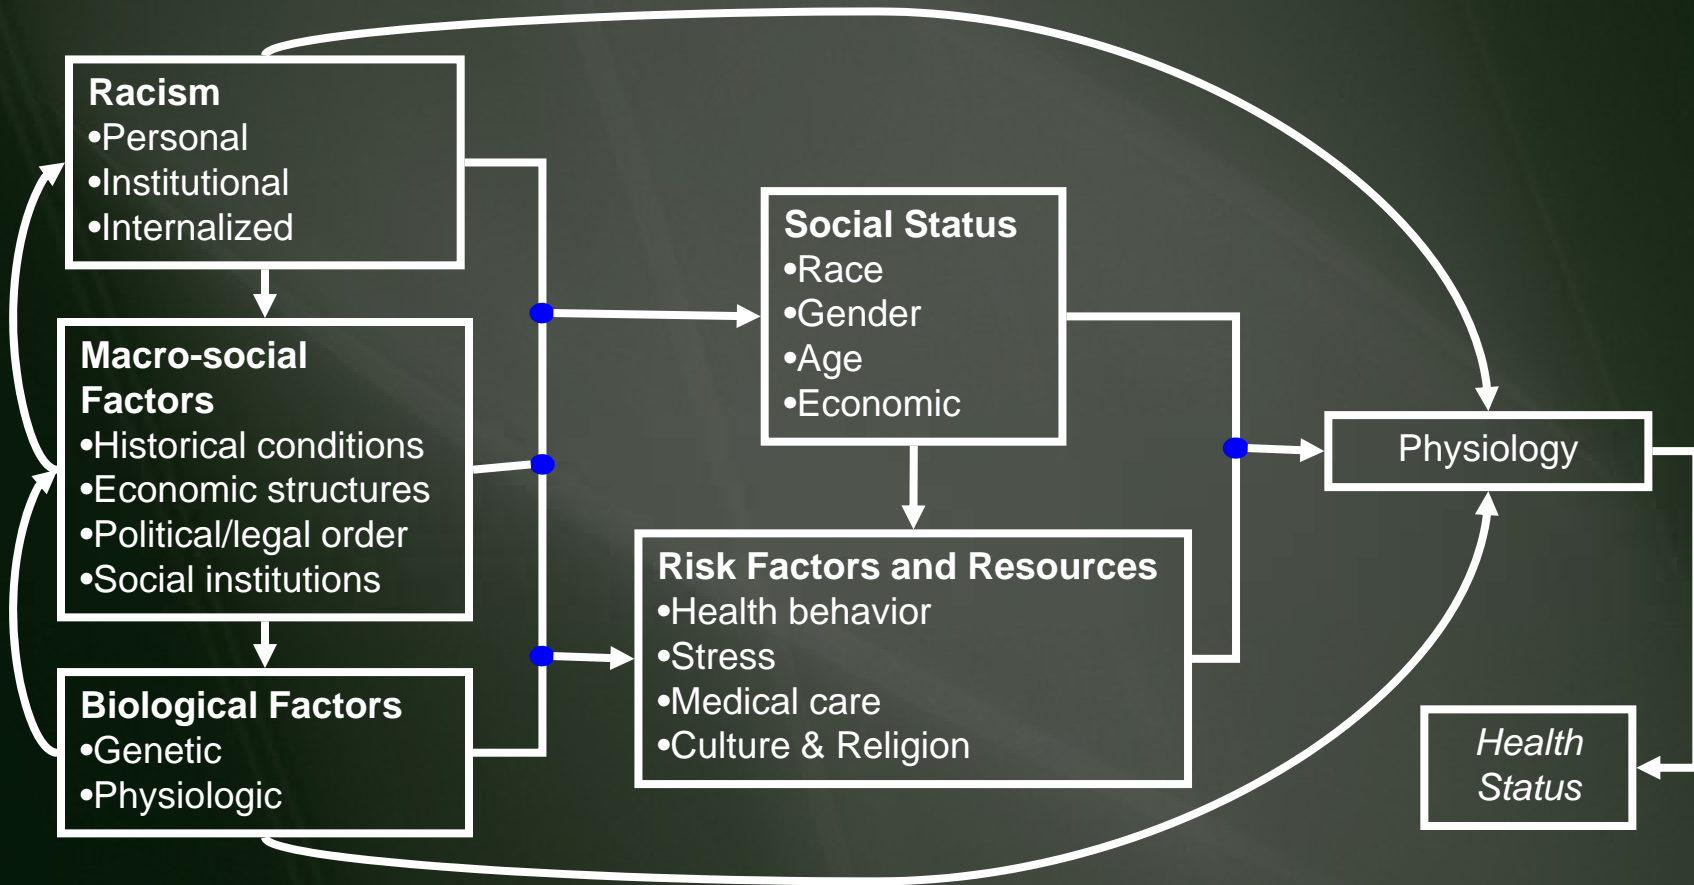 Racism
•Personal
•Institutional
•Internalized
Macro-social
Factors
•Historical conditions
•Economic structures
•Political/legal order
•Social institutions
Biological Factors
•Genetic
•Physiologic
Social Status
•Race
•Gender
•Age
•Economic
Risk Factors and Resources
•Health behavior
•Stress
•Medical care
•Culture & Religion
Physiology
Health
Status